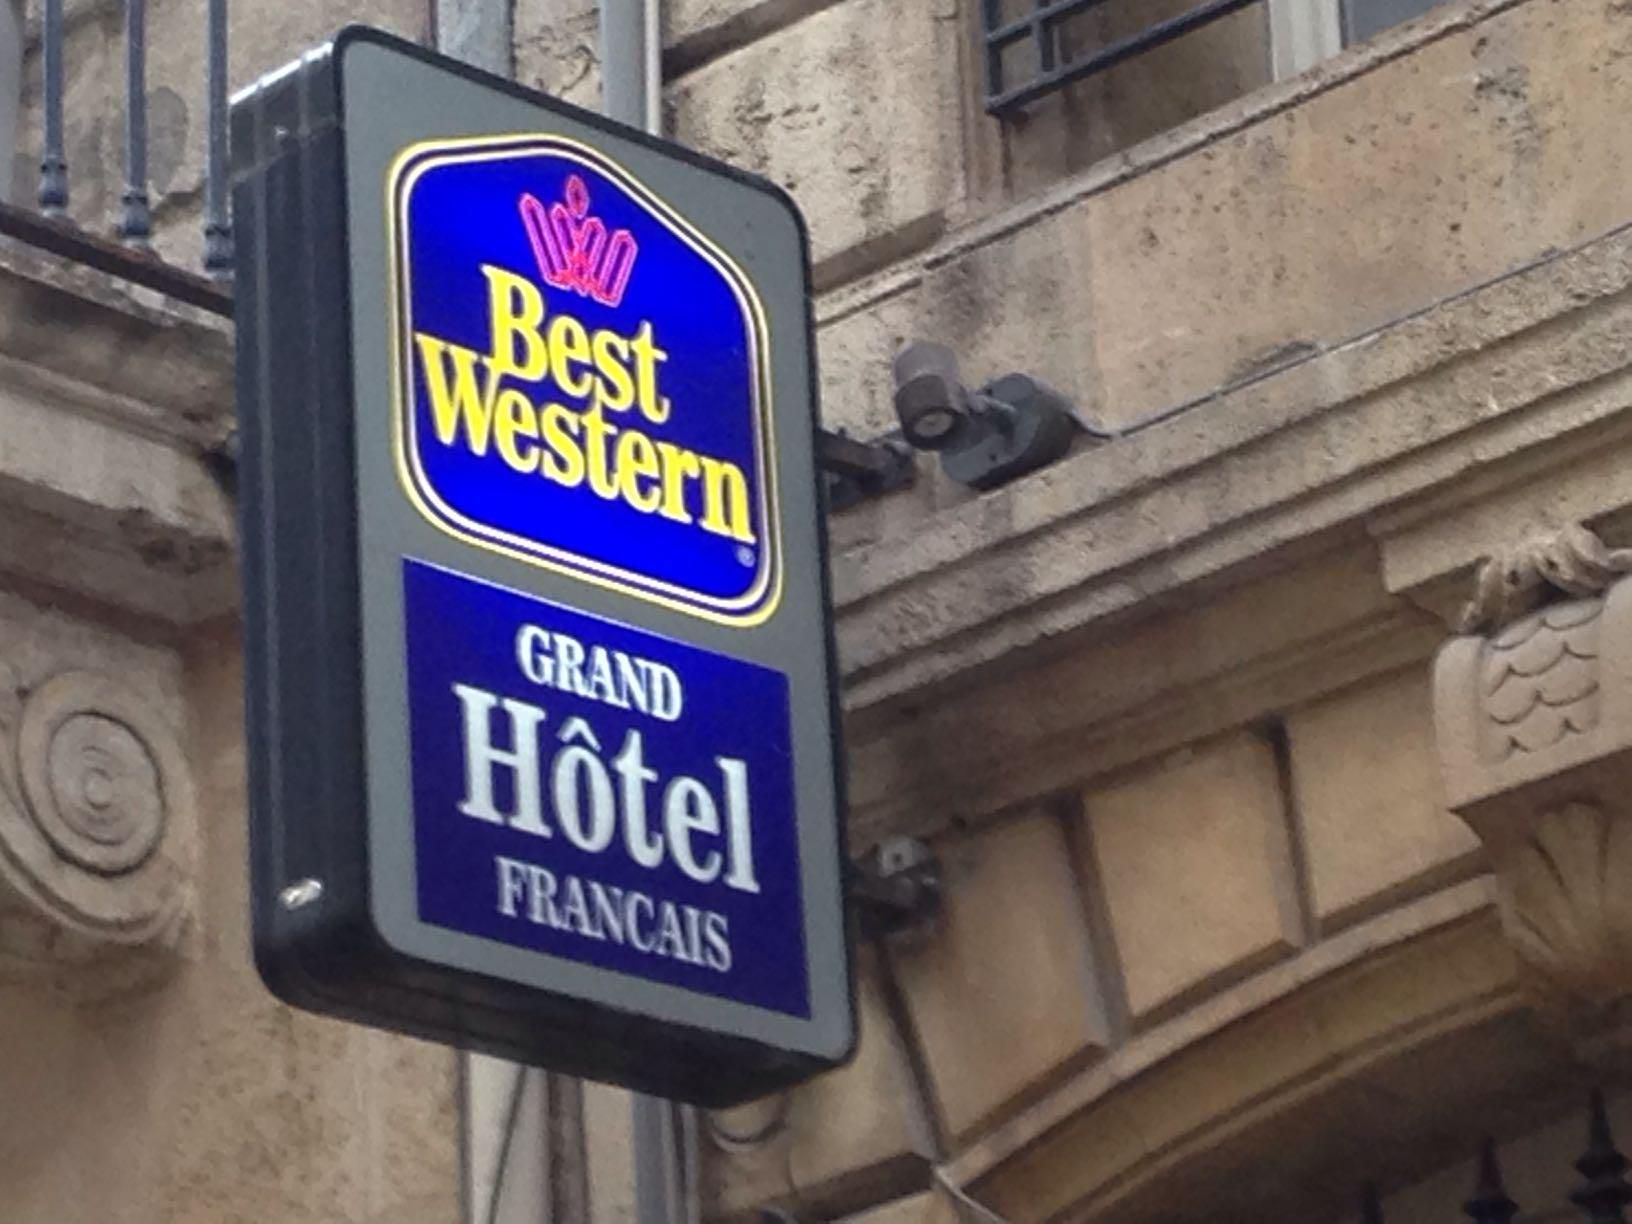 Best
Western
®
GRAND
Hôtel
FRANCAIS